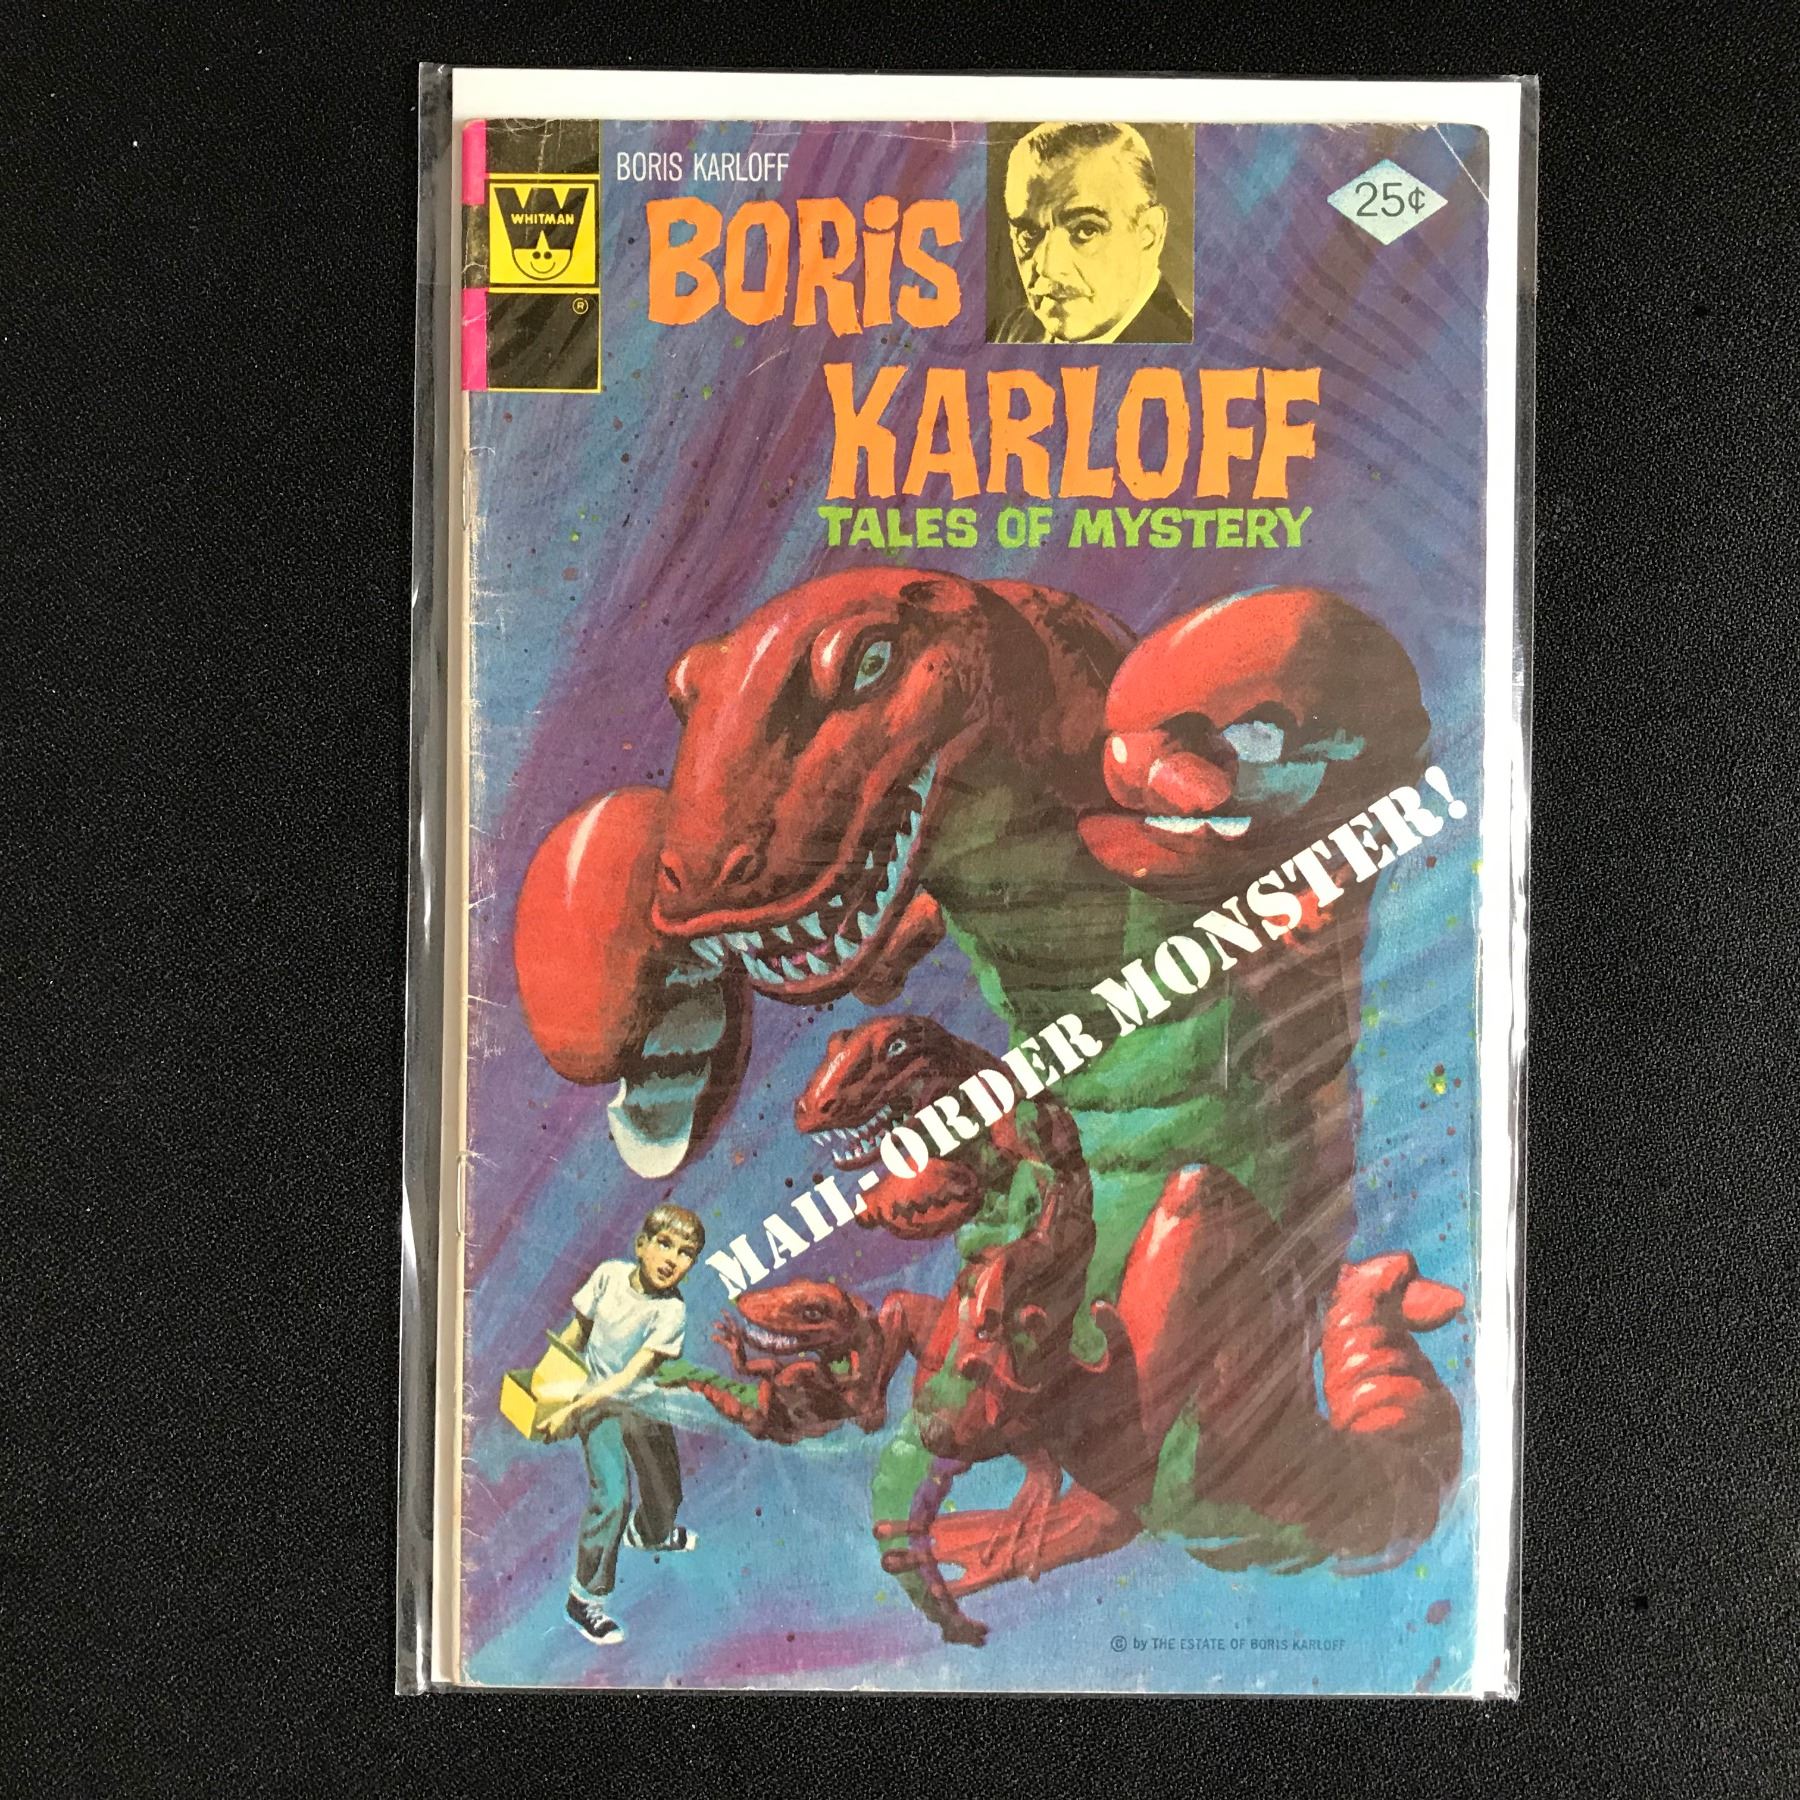 BORIS KARLOFF
WHITMAN
®
BORiS
KARLOFF
TALES OF MYSTERY
25¢
MAIL-ORDER MONSTER!
© by THE ESTATE OF BORIS KARLOFF